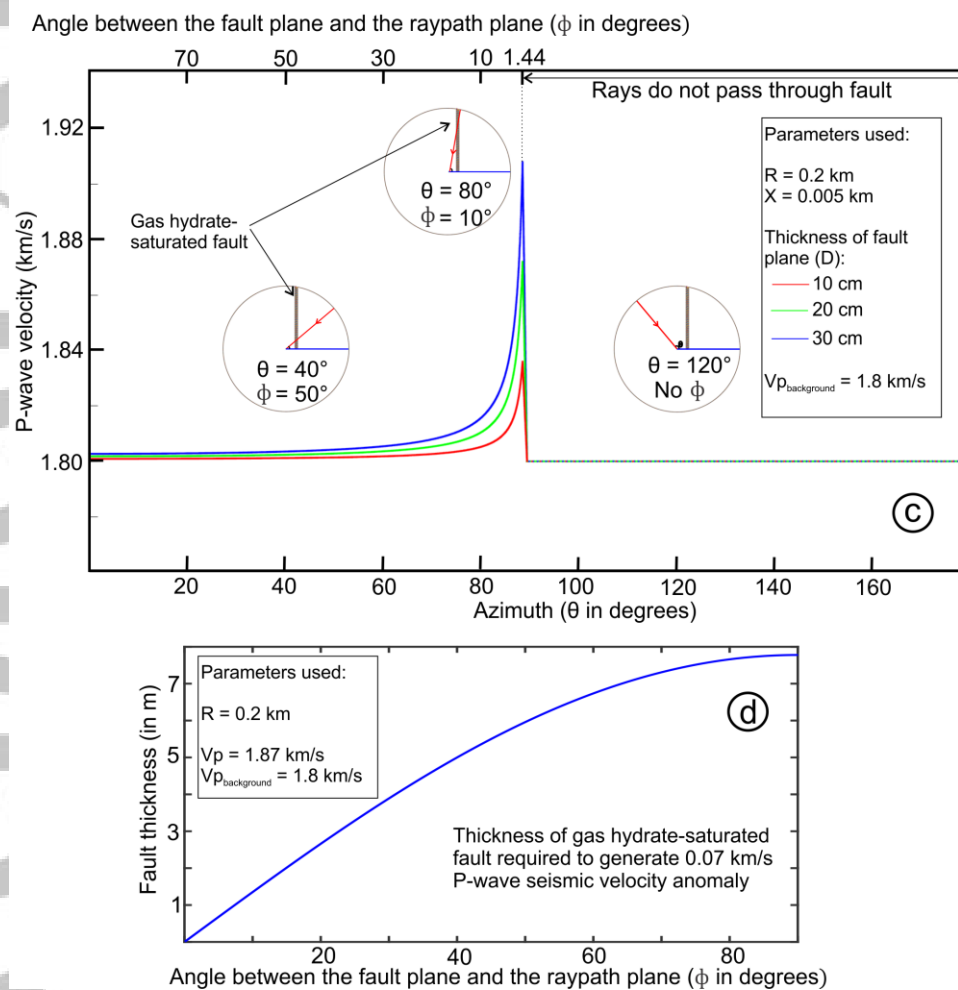 Angle between the fault plane and the raypath plane (ϕ in degrees)
70 50 30 10 1.44
Rays do not pass through fault
1.92
1.88
1.84
1.80
P-wave velocity (km/s)
Gas hydrate-
saturated fault
θ = 80°
ϕ = 10°
θ = 40°
ϕ = 50°
θ = 120°
No ϕ
Parameters used:
R = 0.2 km
X = 0.005 km
Thickness of fault
plane (D):
10 cm
20 cm
30 cm
Vpbackground = 1.8 km/s
c
20 40 60 80 100 120 140 160
Azimuth (θ in degrees)
Parameters used:
R = 0.2 km
Vp = 1.87 km/s
Vpbackground = 1.8 km/s
d
7
5
3
1
Fault thickness (in m)
Thickness of gas hydrate-saturated
fault required to generate 0.07 km/s
P-wave seismic velocity anomaly
20 40 60 80
Angle between the fault plane and the raypath plane (ϕ in degrees)